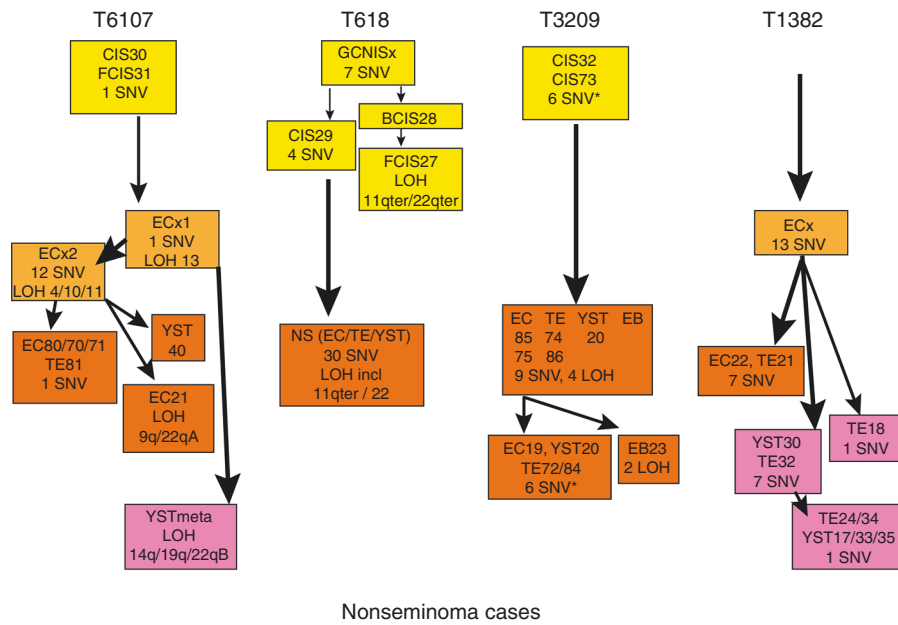 T6107
T618
T3209
T1382
CIS30
FCIS31
1 SNV
ECx1
1 SNV
LOH 13
ECx2
12 SNV
LOH 4/10/11
EC80/70/71
TE81
1 SNV
YST
40
EC21
LOH
9q/22qA
YSTmeta
LOH
14q/19q/22qB
GCNISx
7 SNV
CIS29
4 SNV
BCIS28
FCIS27
LOH
11qter/22qter
NS (EC/TE/YST)
30 SNV
LOH incl
11qter / 22
CIS32
CIS73
6 SNV*
EC TE YST EB
85 74 20
75 86
9 SNV, 4 LOH
EC19, YST20
TE72/84
6 SNV*
EB23
2 LOH
ECx
13 SNV
EC22, TE21
7 SNV
TE18
1 SNV
YST30
TE32
7 SNV
TE24/34
YST17/33/35
1 SNV
Nonseminoma cases